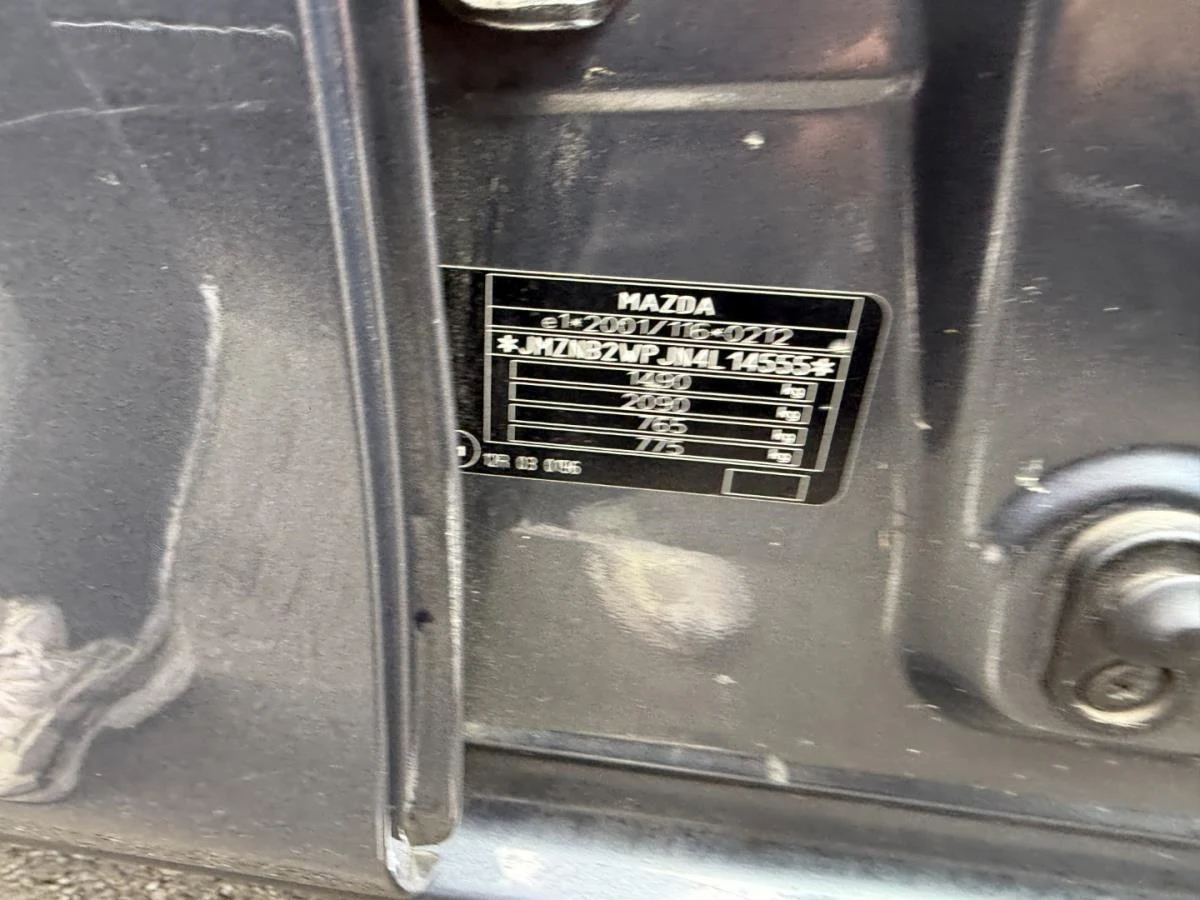 MAZDA
e1*2001/116*0212
*JMZNB2WPJN4L14555*
1490 kg
2090 kg
765 kg
775 kg